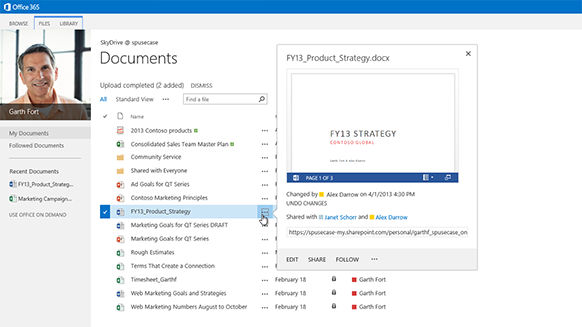 Office 365
BROWSE FILES LIBRARY
SkyDrive @ spusecase
Documents
Garth Fort
My Documents
Followed Documents
Recent Documents
FY13_Product_Strateg...
Marketing Campaign...
USE OFFICE ON DEMAND
Upload completed (2 added) DISMISS
All Standard View ••• Find a file
Name
2013 Contoso products
Consolidated Sales Team Master Plan
Community Service
Shared with Everyone
Ad Goals for QT Series
Contoso Marketing Principles
FY13_Product_Strategy
Marketing Goals for QT Series DRAFT
Marketing Goals for QT Series
Rough Estimates
Terms That Create a Connection
Timesheet_Garthf
Web Marketing Goals and Strategies
Web Marketing Numbers August to October
FY13_Product_Strategy.docx
FY13 STRATEGY
CONTOSO GLOBAL
PAGE 1 OF 3
Changed by Alex Darrow on 4/1/2013 4:30 PM
UNDO CHANGES
Shared with Janet Schorr and Alex Darrow
https://spusecase-my.sharepoint.com/personal/garthf_spusecase_on
EDIT SHARE FOLLOW •••
February 18 Garth Fort
February 18 Garth Fort
February 18 Garth Fort